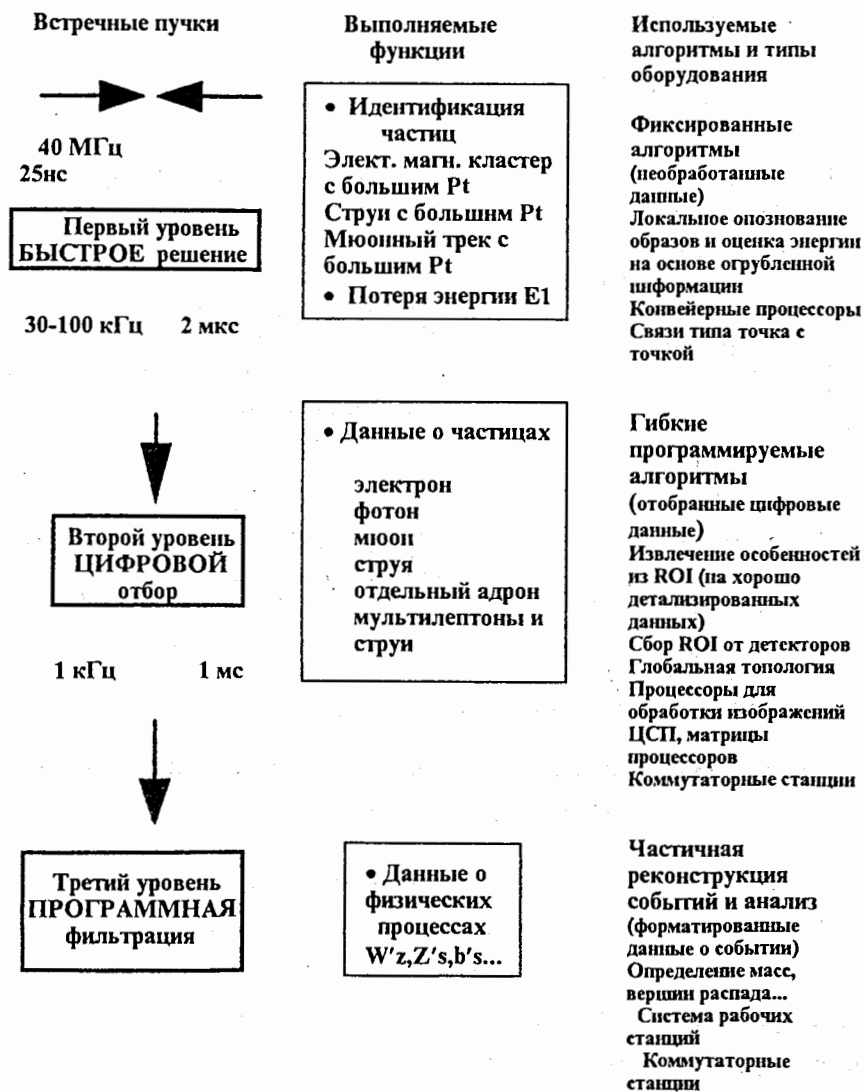 Встречные пучки
40 МГц
25нс
Первый уровень
БЫСТРОЕ решение
30-100 кГц 2 мкс
Второй уровень
ЦИФРОВОЙ
отбор
1 кГц 1 мс
Третий уровень
ПРОГРАММНАЯ
фильтрация
Выполняемые
функции
• Идентификация
частиц
Элект. магн. кластер
с большим Pt
Струи с большим Pt
Мюонный трек с
большим Pt
• Потеря энергии E1
• Данные о частицах
электрон
фотон
мюон
струя
отдельный адрон
мультилептоны и
струи
• Данные о
физических
процессах
W'z,Z's,b's...
Используемые
алгоритмы и типы
оборудования
Фиксированные
алгоритмы
(необработанные
данные)
Локальное опознование
образов и оценка энергии
на основе огрубленной
информации
Конвейерные процессоры
Связи типа точка с
точкой
Гибкие
программируемые
алгоритмы
(отобранные цифровые
данные)
Извлечение особенностей
из ROI (на хорошо
детализированных
данных)
Сбор ROI от детекторов
Глобальная топология
Процессоры для
обработки изображений
ЦСП, матрицы
процессоров
Коммутаторные станции
Частичная
реконструкция
событий и анализ
(форматированные
данные о событии)
Определение масс,
вершин распада...
Система рабочих
станций
Коммутаторные
станции